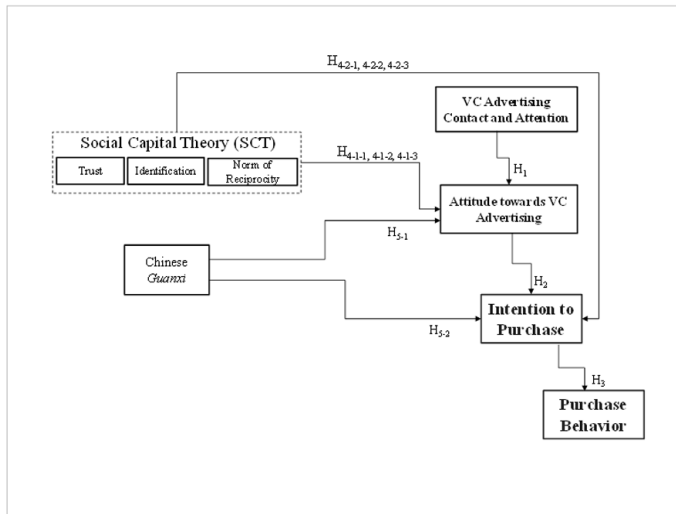 H4-2-1, 4-2-2, 4-2-3
VC Advertising
Contact and Attention
Social Capital Theory (SCT)
Trust
Identification
Norm of
Reciprocity
H4-1-1, 4-1-2, 4-1-3
H1
Attitude towards VC
Advertising
H5-1
Chinese
Guanxi
H2
Intention to
Purchase
H5-2
H3
Purchase
Behavior